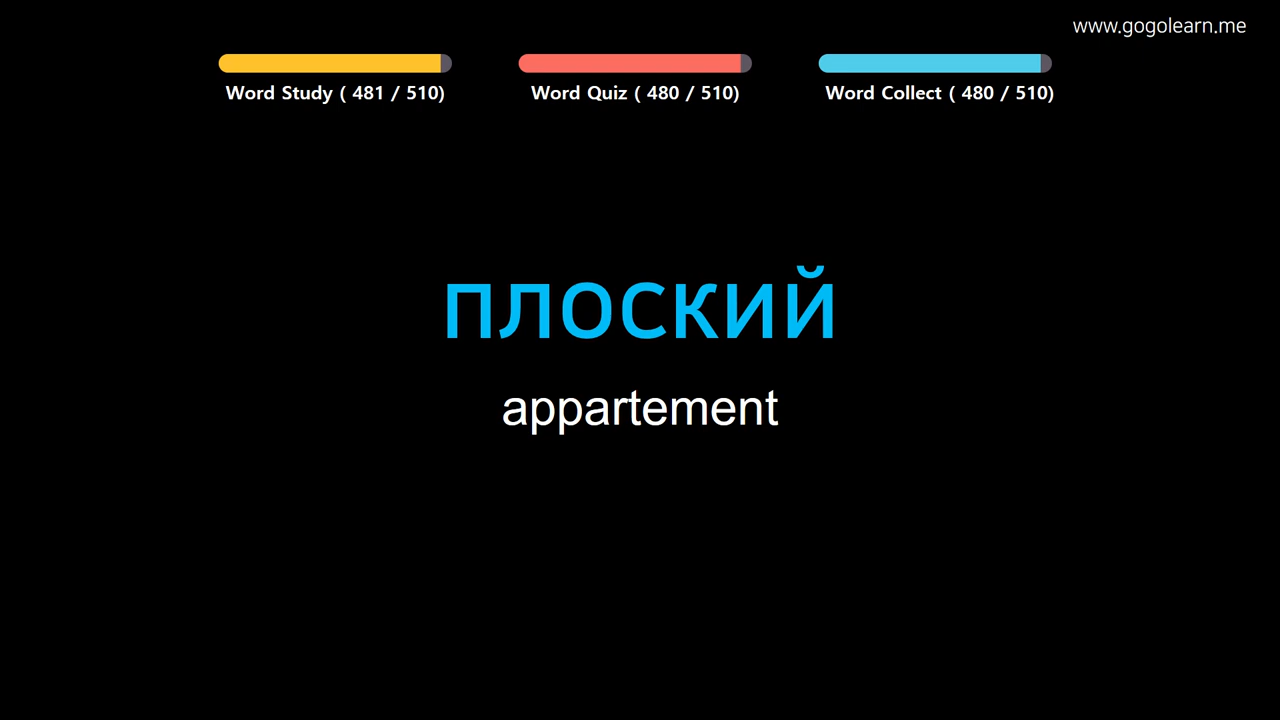 www.gogolearn.me
Word Study ( 481 / 510)
Word Quiz ( 480 / 510)
Word Collect ( 480 / 510)
плоский
appartement